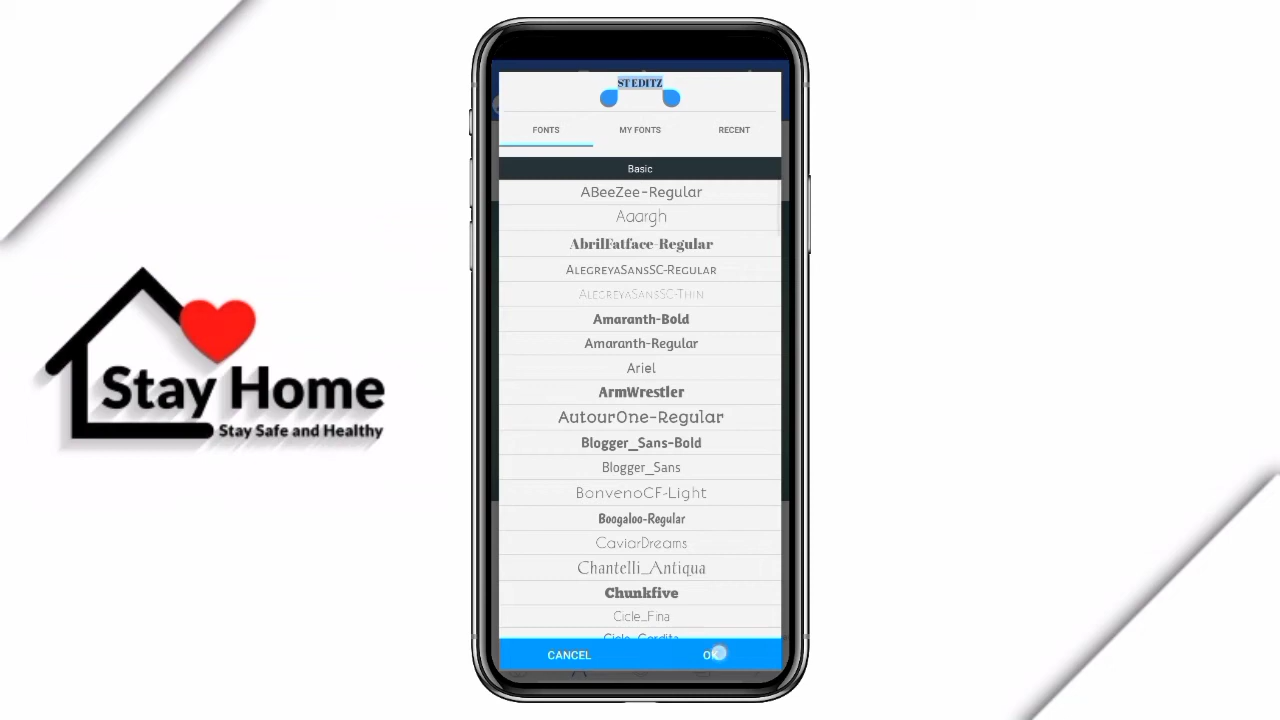 STEDITZ
FONTS
MY FONTS
RECENT
Basic
ABeeZee-Regular
Aaargh
AbrilFatface-Regular
AlegreyaSansSC-Regular
AlegreyaSansSC-Thin
Amaranth-Bold
Amaranth-Regular
Ariel
ArmWrestler
AutourOne-Regular
Blogger_Sans-Bold
Blogger_Sans
BonvenoCF-Light
Boogaloo-Regular
CaviarDreams
Chantelli_Antiqua
Chunkfive
Cicle_Fina
Cicle_Gordita
CANCEL
OK
Stay Home
Stay Safe and Healthy